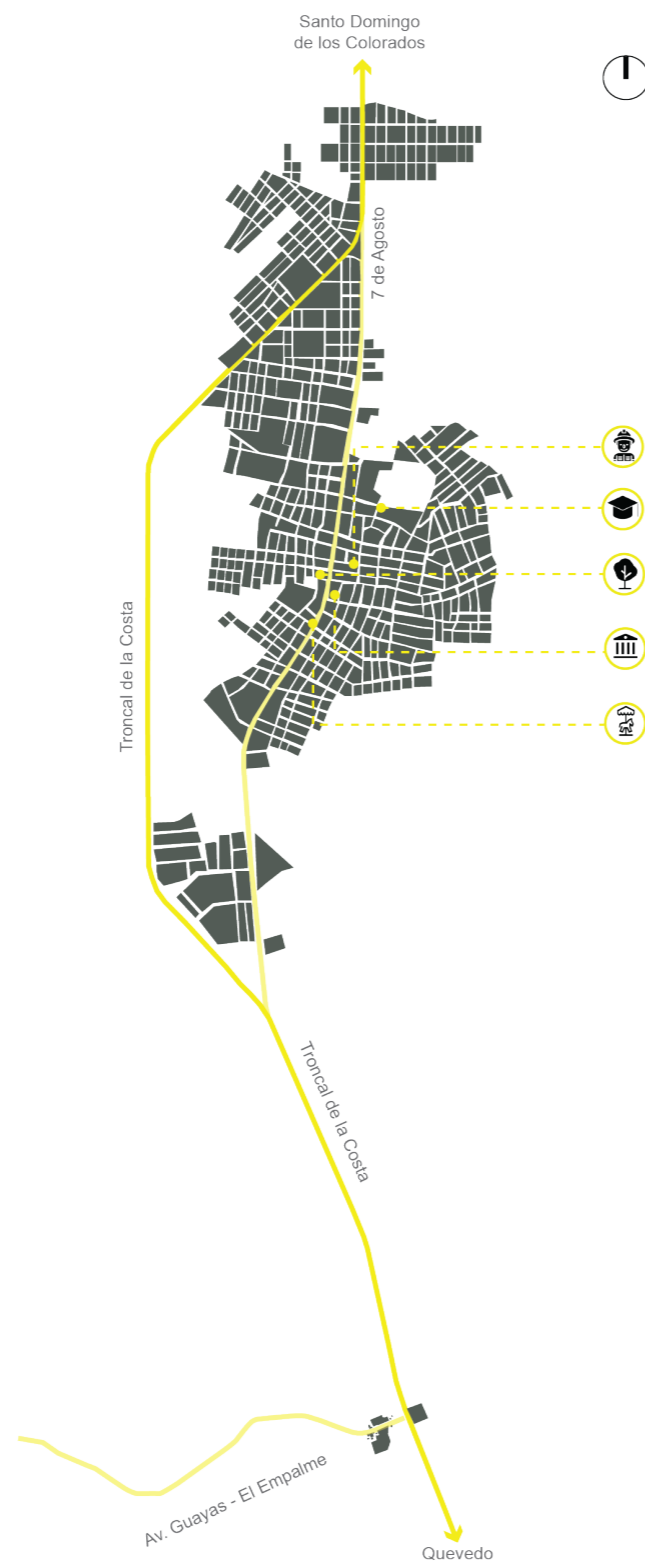 Santo Domingo
de los Colorados
7 de Agosto
Troncal de la Costa
Troncal de la Costa
Av. Guayas - El Empalme
Quevedo